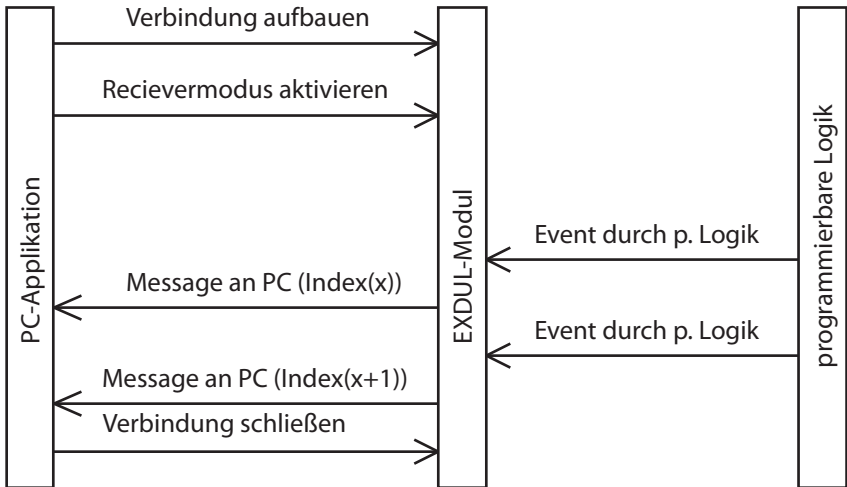 Verbindung aufbauen
Recievermodus aktivieren
PC-Applikation
EXDUL-Modul
programmierbare Logik
Event durch p. Logik
Message an PC (Index(x))
Event durch p. Logik
Message an PC (Index(x+1))
Verbindung schließen